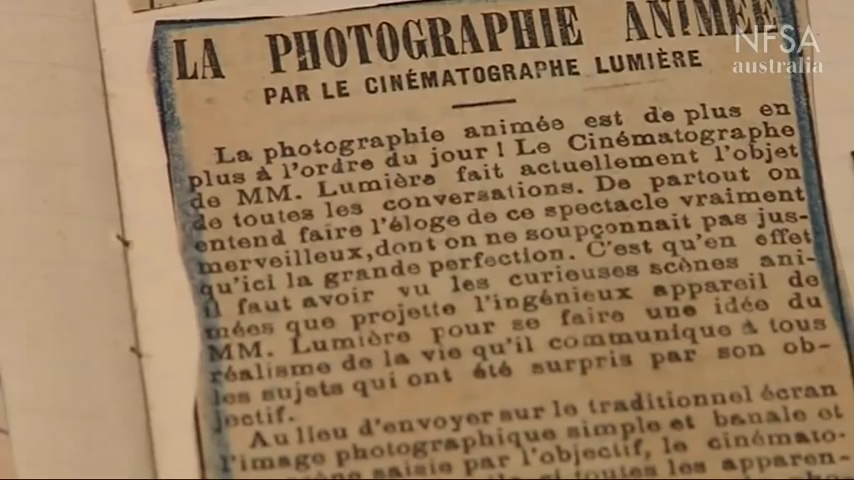 LA PHOTOGRAPHIE ANIMÉE
NFSA
australia
PAR LE CINÉMATOGRAPHE LUMIÈRE
La photographie animée est de plus en
plus à l'ordre du jour ! Le Cinématographe
de MM. Lumière fait actuellement l'objet
de toutes les conversations. De partout on
entend faire l'éloge de ce spectacle vraiment
merveilleux, dont on ne soupçonnait pas jus-
qu'ici la grande perfection. C'est qu'en effet
il faut avoir vu les curieuses scènes ani-
mées que projette l'ingénieux appareil de
MM. Lumière pour se faire une idée du
réalisme de la vie qu'il communique à tous
les sujets qui ont été surpris par son ob-
jectif.
Au lieu d'envoyer sur le traditionnel écran
l'image photographique simple et banale et
saisie par l'objectif, le cinémato-
et toutes les apparen-